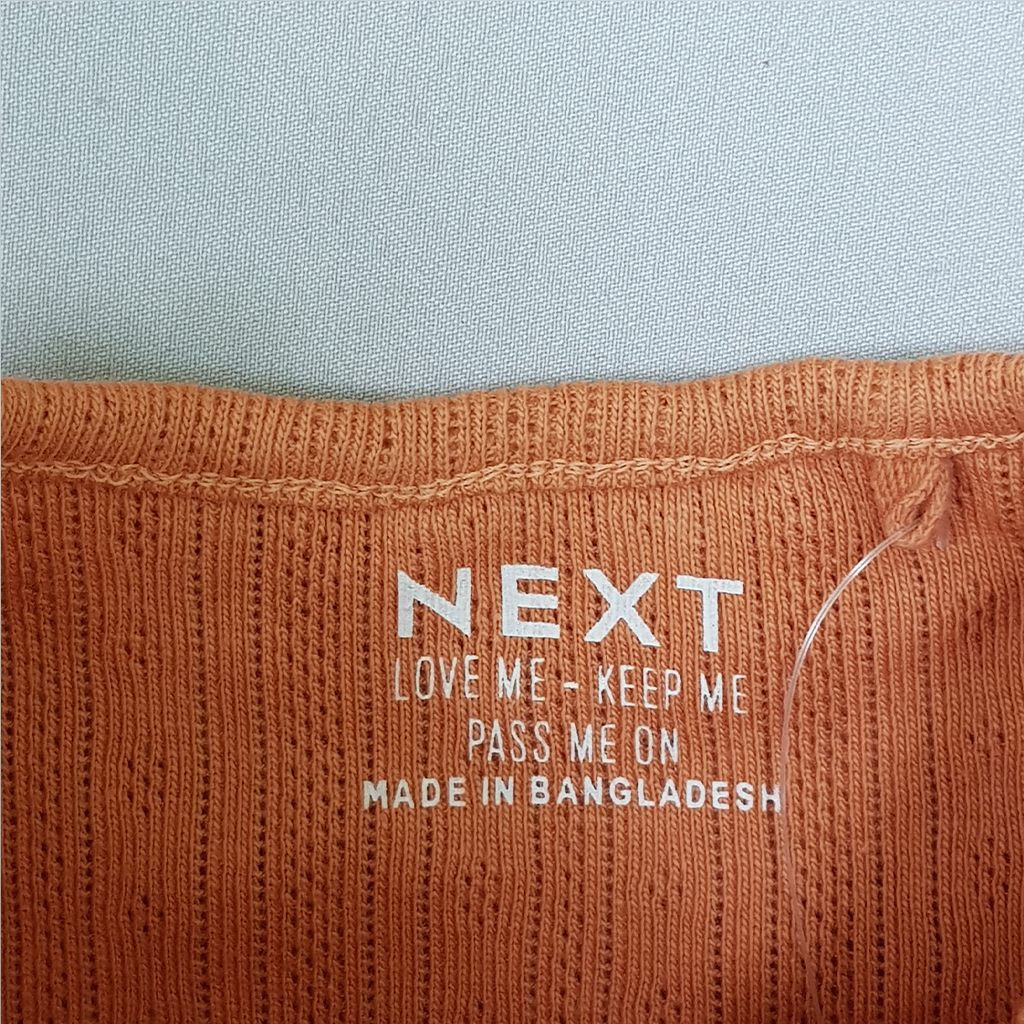 NEXT
LOVE ME - KEEP ME
PASS ME ON
MADE IN BANGLADESH